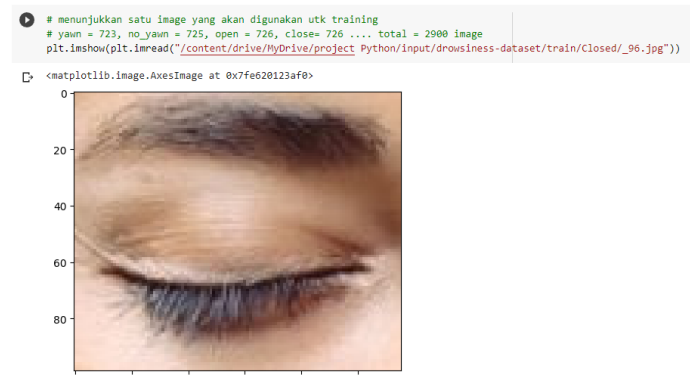 # menunjukkan satu image yang akan digunakan utk training
# yawn = 723, no_yawn = 725, open = 726, close= 726 .... total = 2900 image
plt.imshow(plt.imread("/content/drive/MyDrive/project Python/input/drowsiness-dataset/train/Closed/_96.jpg"))
<matplotlib.image.AxesImage at 0x7fe620123af0>
0
20
40
60
80